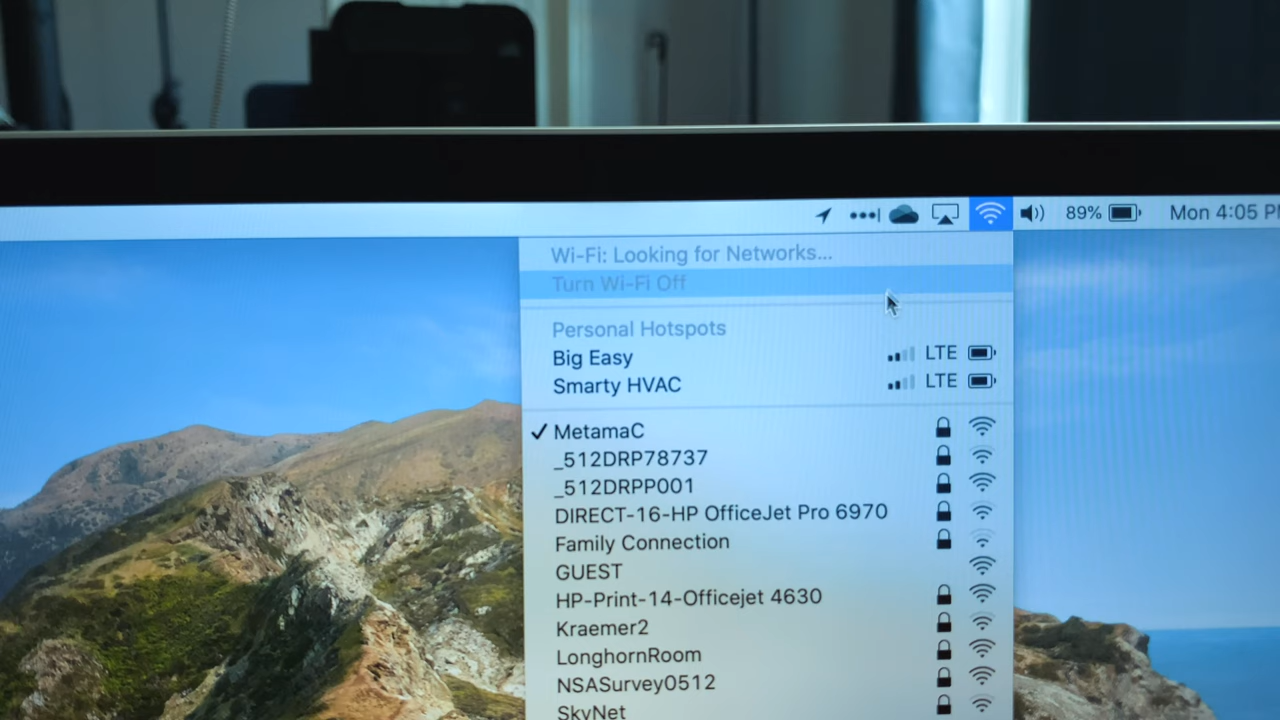 89% Mon 4:05 P
Wi-Fi: Looking for Networks...
Turn Wi-Fi Off
Personal Hotspots
Big Easy LTE
Smarty HVAC LTE
MetamaC
_512DRP78737
_512DRPP001
DIRECT-16-HP OfficeJet Pro 6970
Family Connection
GUEST
HP-Print-14-Officejet 4630
Kraemer2
LonghornRoom
NSASurvey0512
SkyNet